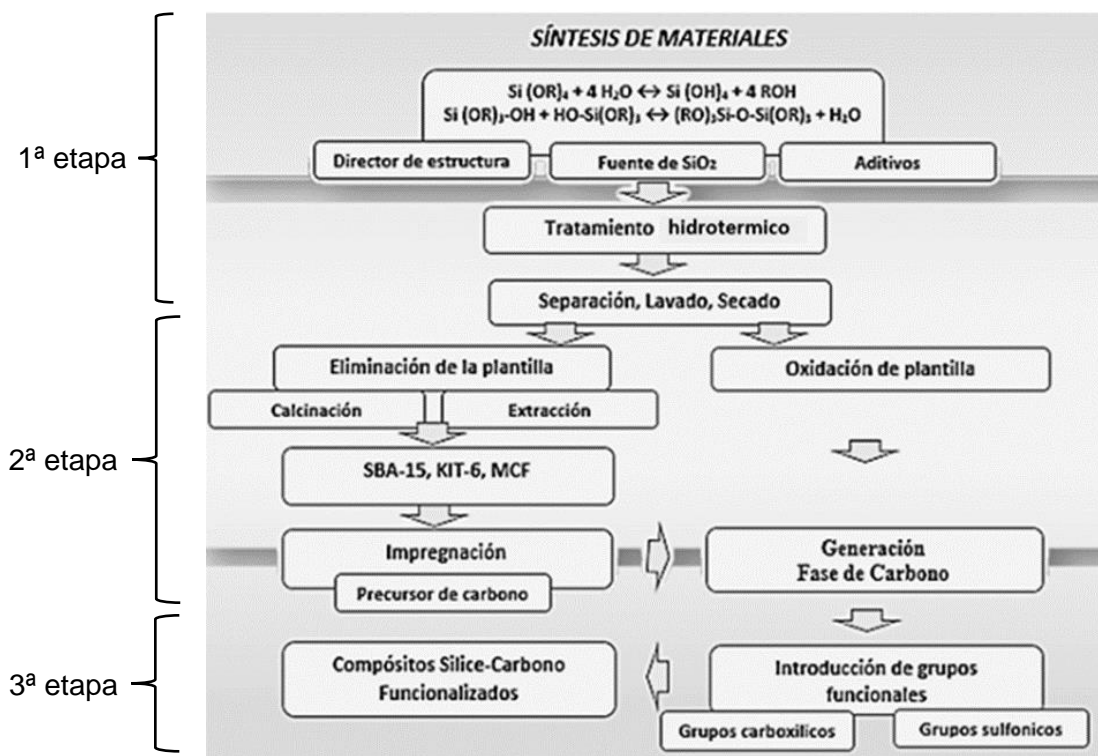 SÍNTESIS DE MATERIALES
Si (OR)₄ + 4 H₂O ↔ Si (OH)₄ + 4 ROH
Si (OR)₃-OH + HO-Si(OR)₃ ↔ (RO)₃Si-O-Si(OR)₃ + H₂O
1ª etapa
Director de estructura
Fuente de SiO₂
Aditivos
Tratamiento hidrotermico
Separación, Lavado, Secado
Eliminación de la plantilla
Oxidación de plantilla
Calcinación
Extracción
2ª etapa
SBA-15, KIT-6, MCF
Impregnación
Precursor de carbono
Generación
Fase de Carbono
3ª etapa
Compósitos Silice-Carbono
Funcionalizados
Introducción de grupos
funcionales
Grupos carboxilicos
Grupos sulfonicos